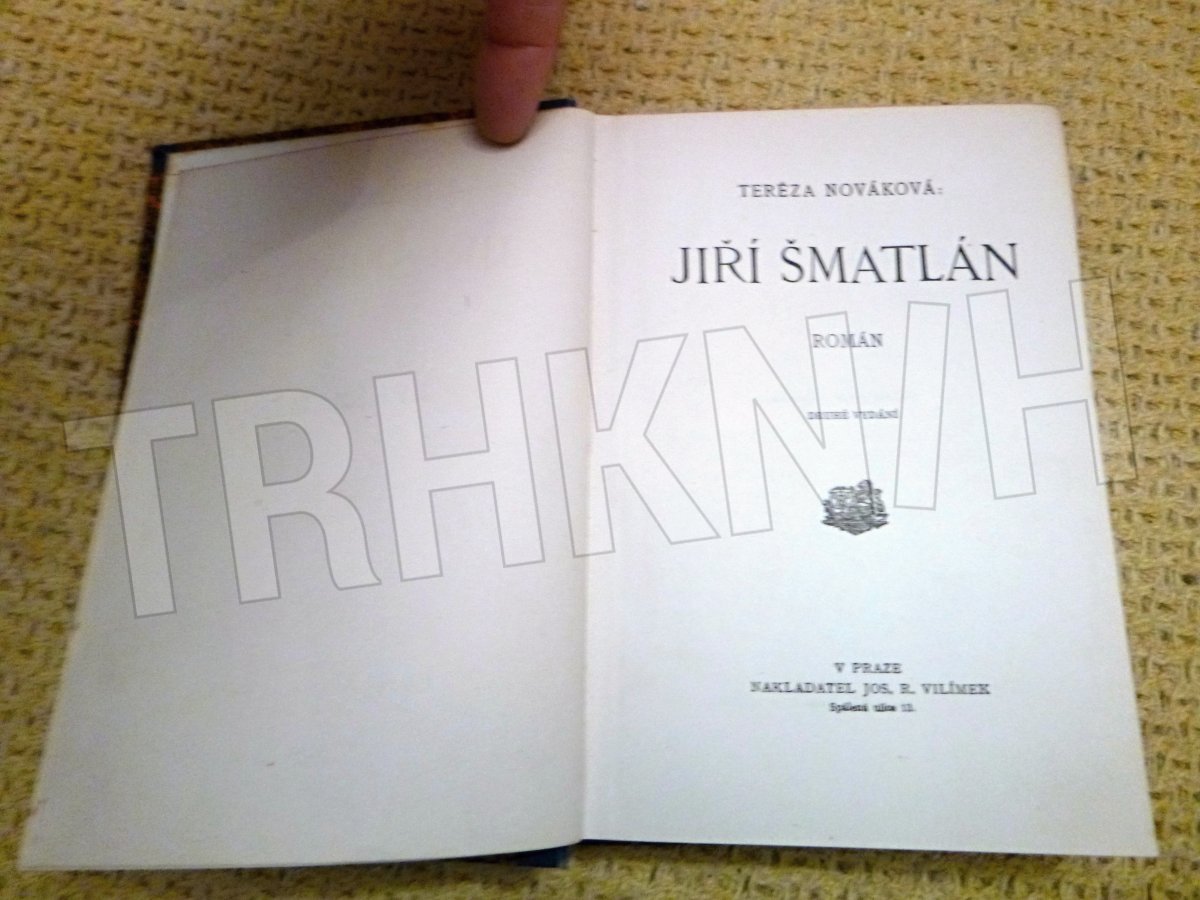 TERÉZA NOVÁKOVÁ:
JIŘÍ ŠMATLÁN
ROMÁN
DRUHÉ VYDÁNÍ
V PRAZE
NAKLADATEL JOS. R. VILÍMEK
Spálená ulice 13.
TRHKNIH